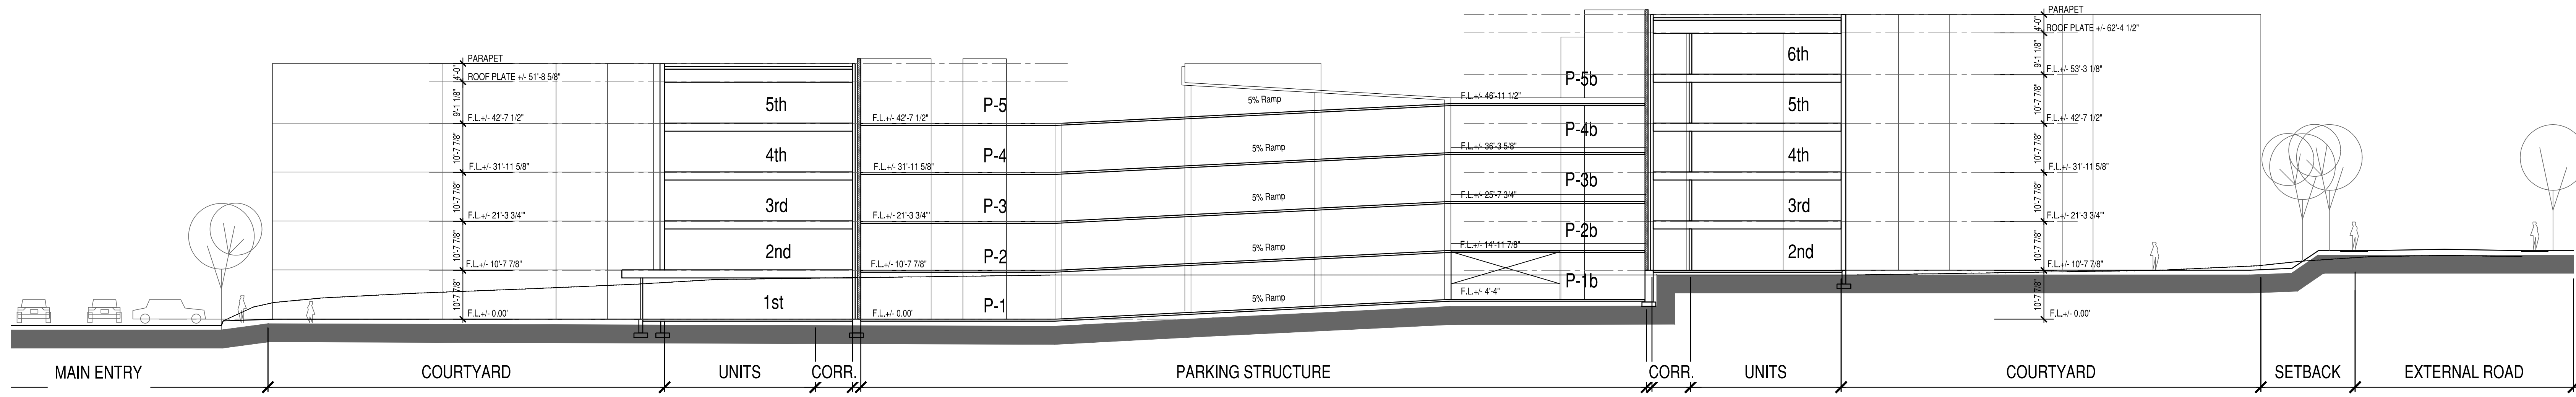 PARAPET
4'-0"
ROOF PLATE +/- 51'-8 5/8"
9'-1 1/8"
F.L.+/- 42'-7 1/2"
10'-7 7/8"
F.L.+/- 31'-11 5/8"
10'-7 7/8"
F.L.+/- 21'-3 3/4"'
10'-7 7/8"
F.L.+/- 10'-7 7/8"
10'-7 7/8"
F.L.+/- 0.00'
5th
4th
3rd
2nd
1st
F.L.+/- 42'-7 1/2"
F.L.+/- 31'-11 5/8"
F.L.+/- 21'-3 3/4"'
F.L.+/- 10'-7 7/8"
F.L.+/- 0.00'
P-5
P-4
P-3
P-2
P-1
5% Ramp
5% Ramp
5% Ramp
5% Ramp
5% Ramp
F.L.+/- 46'-11 1/2"
F.L.+/- 36'-3 5/8"
F.L.+/- 25'-7 3/4"
F.L.+/- 14'-11 7/8"
F.L.+/- 4'-4"
P-5b
P-4b
P-3b
P-2b
P-1b
6th
5th
4th
3rd
2nd
PARAPET
4'-0"
ROOF PLATE +/- 62'-4 1/2"
9'-1 1/8"
F.L.+/- 53'-3 1/8"
10'-7 7/8"
F.L.+/- 42'-7 1/2"
10'-7 7/8"
F.L.+/- 31'-11 5/8"
10'-7 7/8"
F.L.+/- 21'-3 3/4"'
10'-7 7/8"
F.L.+/- 10'-7 7/8"
10'-7 7/8"
F.L.+/- 0.00'
MAIN ENTRY
COURTYARD
UNITS
CORR.
PARKING STRUCTURE
CORR.
UNITS
COURTYARD
SETBACK
EXTERNAL ROAD